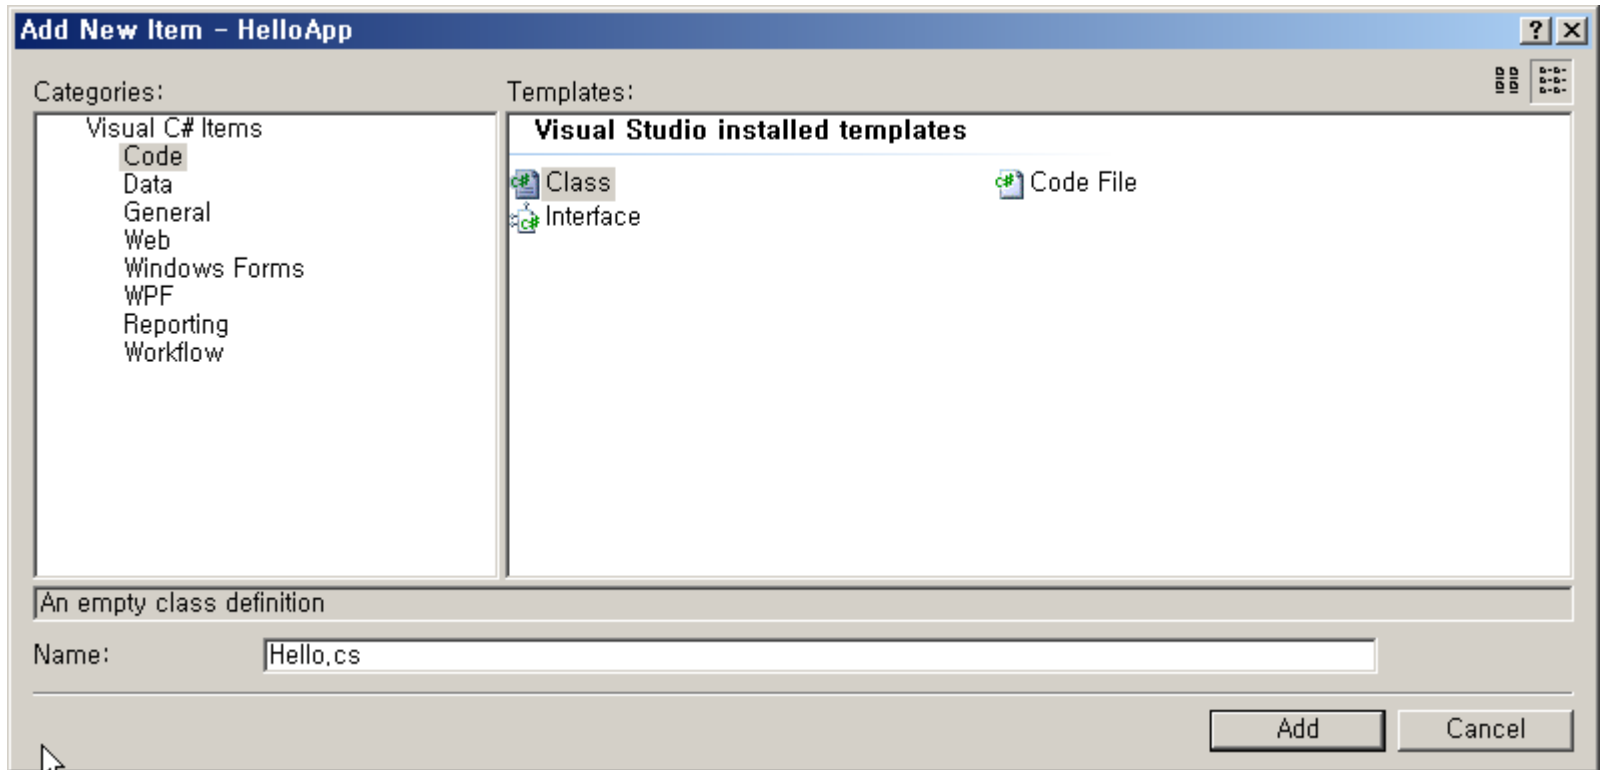 Add New Item - HelloApp
Categories:
Templates:
Visual C# Items
Code
Data
General
Web
Windows Forms
WPF
Reporting
Workflow
Visual Studio installed templates
Class
Code File
Interface
An empty class definition
Name:
Hello.cs
Add
Cancel